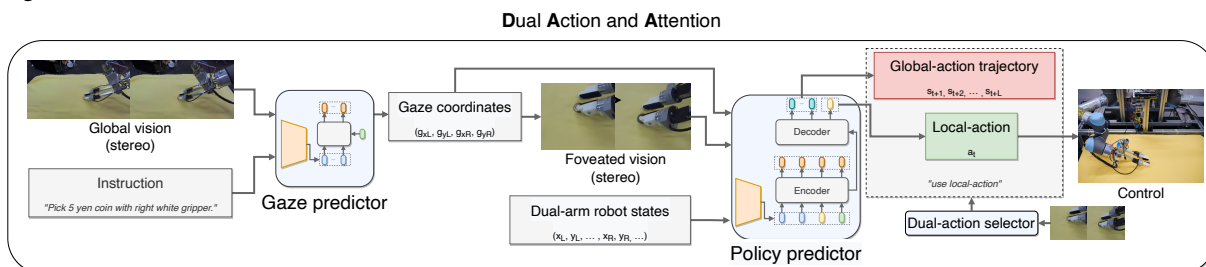 Dual Action and Attention
Global vision
(stereo)
Instruction
"Pick 5 yen coin with right white gripper."
Gaze predictor
Gaze coordinates
(gxL, gyL, gxR, gyR)
Foveated vision
(stereo)
Dual-arm robot states
(xL, yL, ... , xR, yR, ...)
Decoder
Encoder
Policy predictor
Global-action trajectory
st+1, st+2, ... , st+L
Local-action
at
"use local-action"
Dual-action selector
Control